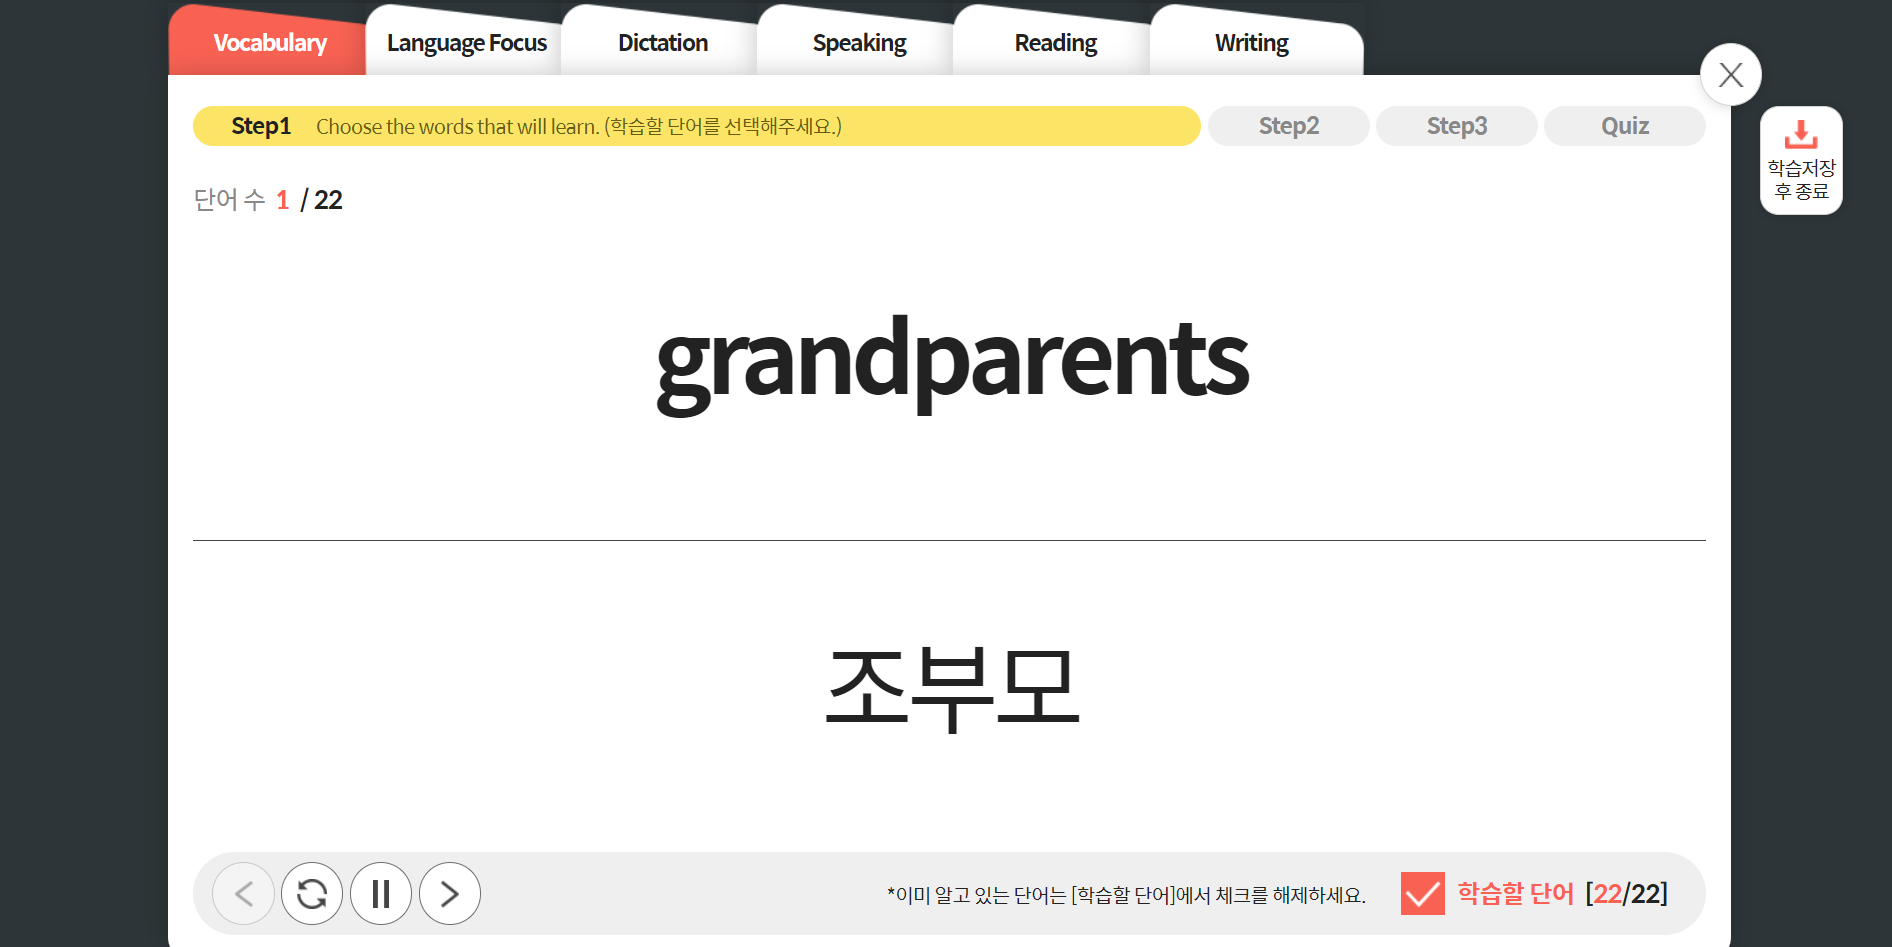 Vocabulary
Language Focus
Dictation
Speaking
Reading
Writing
X
Step1 Choose the words that will learn. (학습할 단어를 선택해주세요.)
Step2
Step3
Quiz
학습저장
후 종료
단어 수 1 / 22
grandparents
조부모
*이미 알고 있는 단어는 [학습할 단어]에서 체크를 해제하세요.
학습할 단어 [22/22]